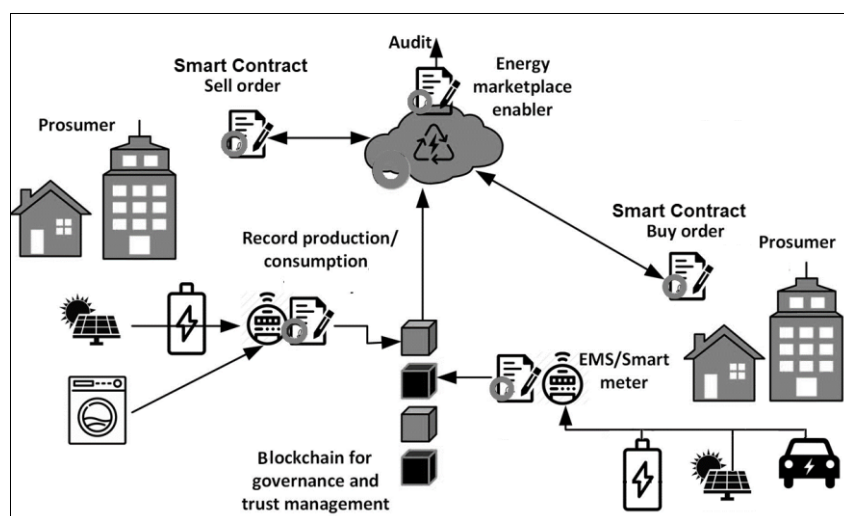 Audit
Smart Contract
Sell order
Energy
marketplace
enabler
Prosumer
Smart Contract
Buy order
Prosumer
Record production/
consumption
EMS/Smart
meter
Blockchain for
governance and
trust management